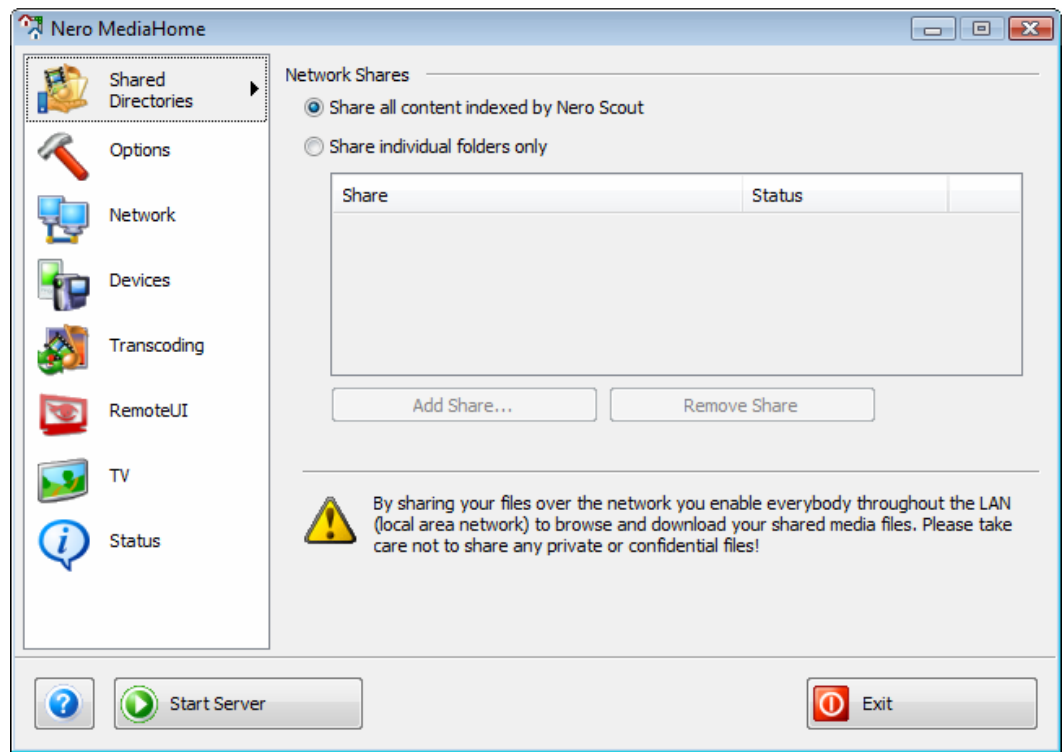 Nero MediaHome
Shared
Directories
Options
Network
Devices
Transcoding
RemoteUI
TV
Status
Network Shares
Share all content indexed by Nero Scout
Share individual folders only
Share Status
Add Share... Remove Share
By sharing your files over the network you enable everybody throughout the LAN
(local area network) to browse and download your shared media files. Please take
care not to share any private or confidential files!
? Start Server Exit